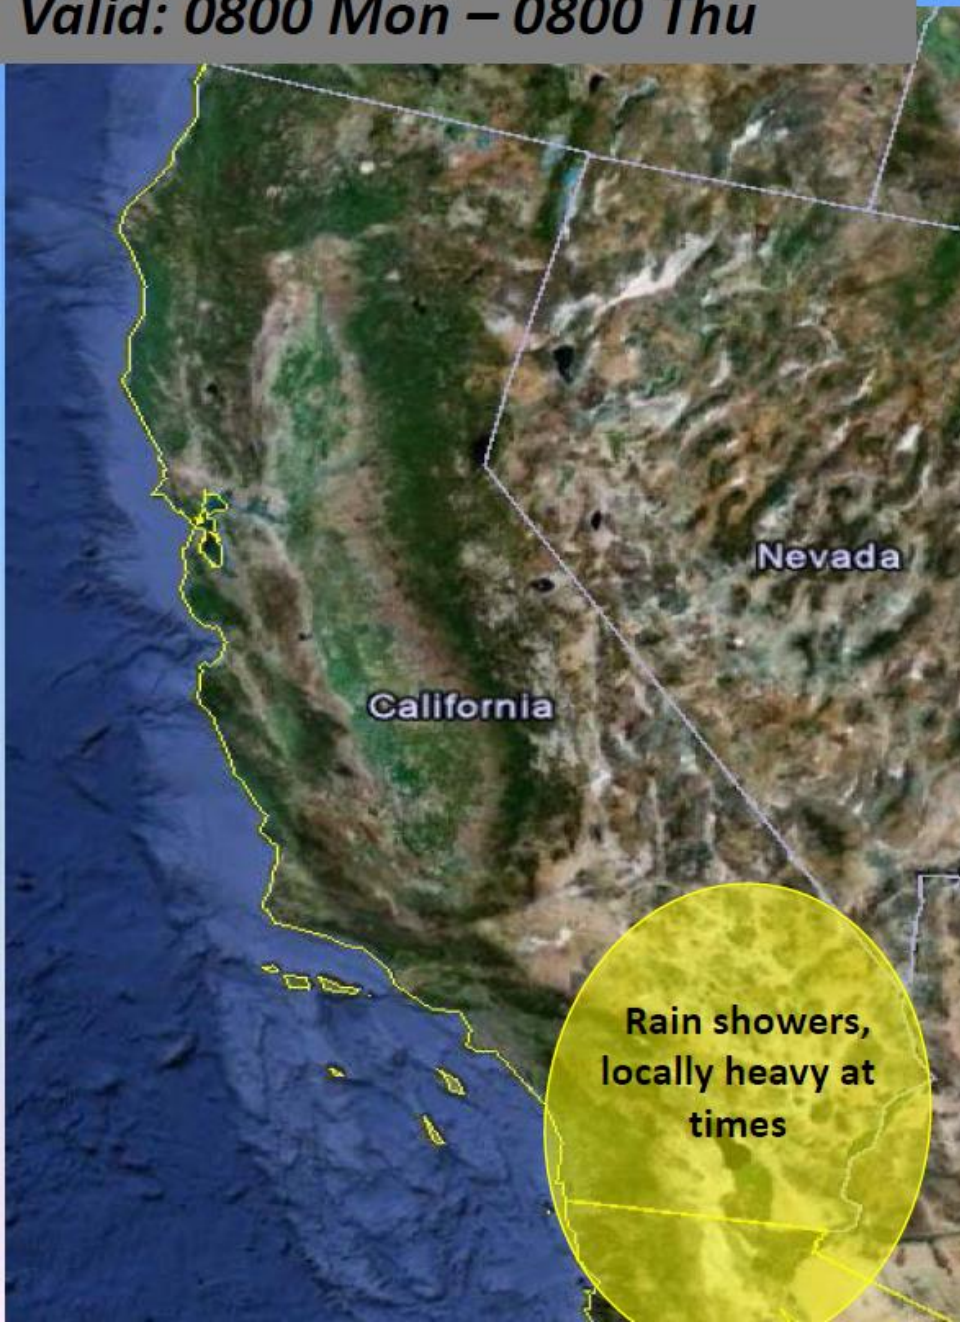 Valid: 0800 Mon – 0800 Thu
Nevada
California
Rain showers,
locally heavy at
times